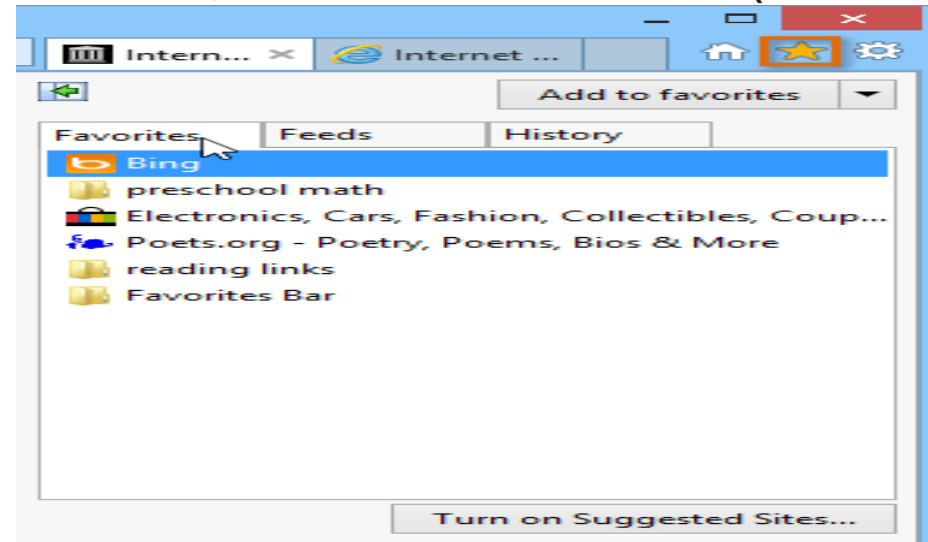 Intern...
Internet ...
Add to favorites
Favorites
Feeds
History
Bing
preschool math
Electronics, Cars, Fashion, Collectibles, Coup...
Poets.org - Poetry, Poems, Bios & More
reading links
Favorites Bar
Turn on Suggested Sites...